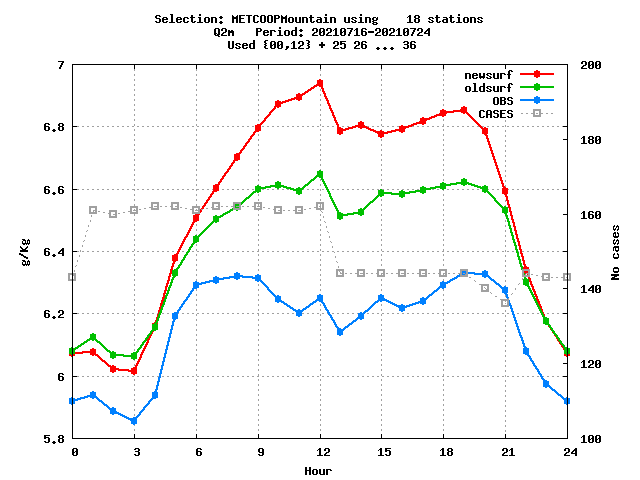 Selection: METCOOPMountain using    18 stations
Q2m   Period: 20210716-20210724
Used {00,12} + 25 26 ... 36
newsurf
oldsurf
OBS
CASES
7
6.8
6.6
6.4
6.2
6
5.8
g/Kg
200
180
160
140
120
100
No cases
0 3 6 9 12 15 18 21 24
Hour